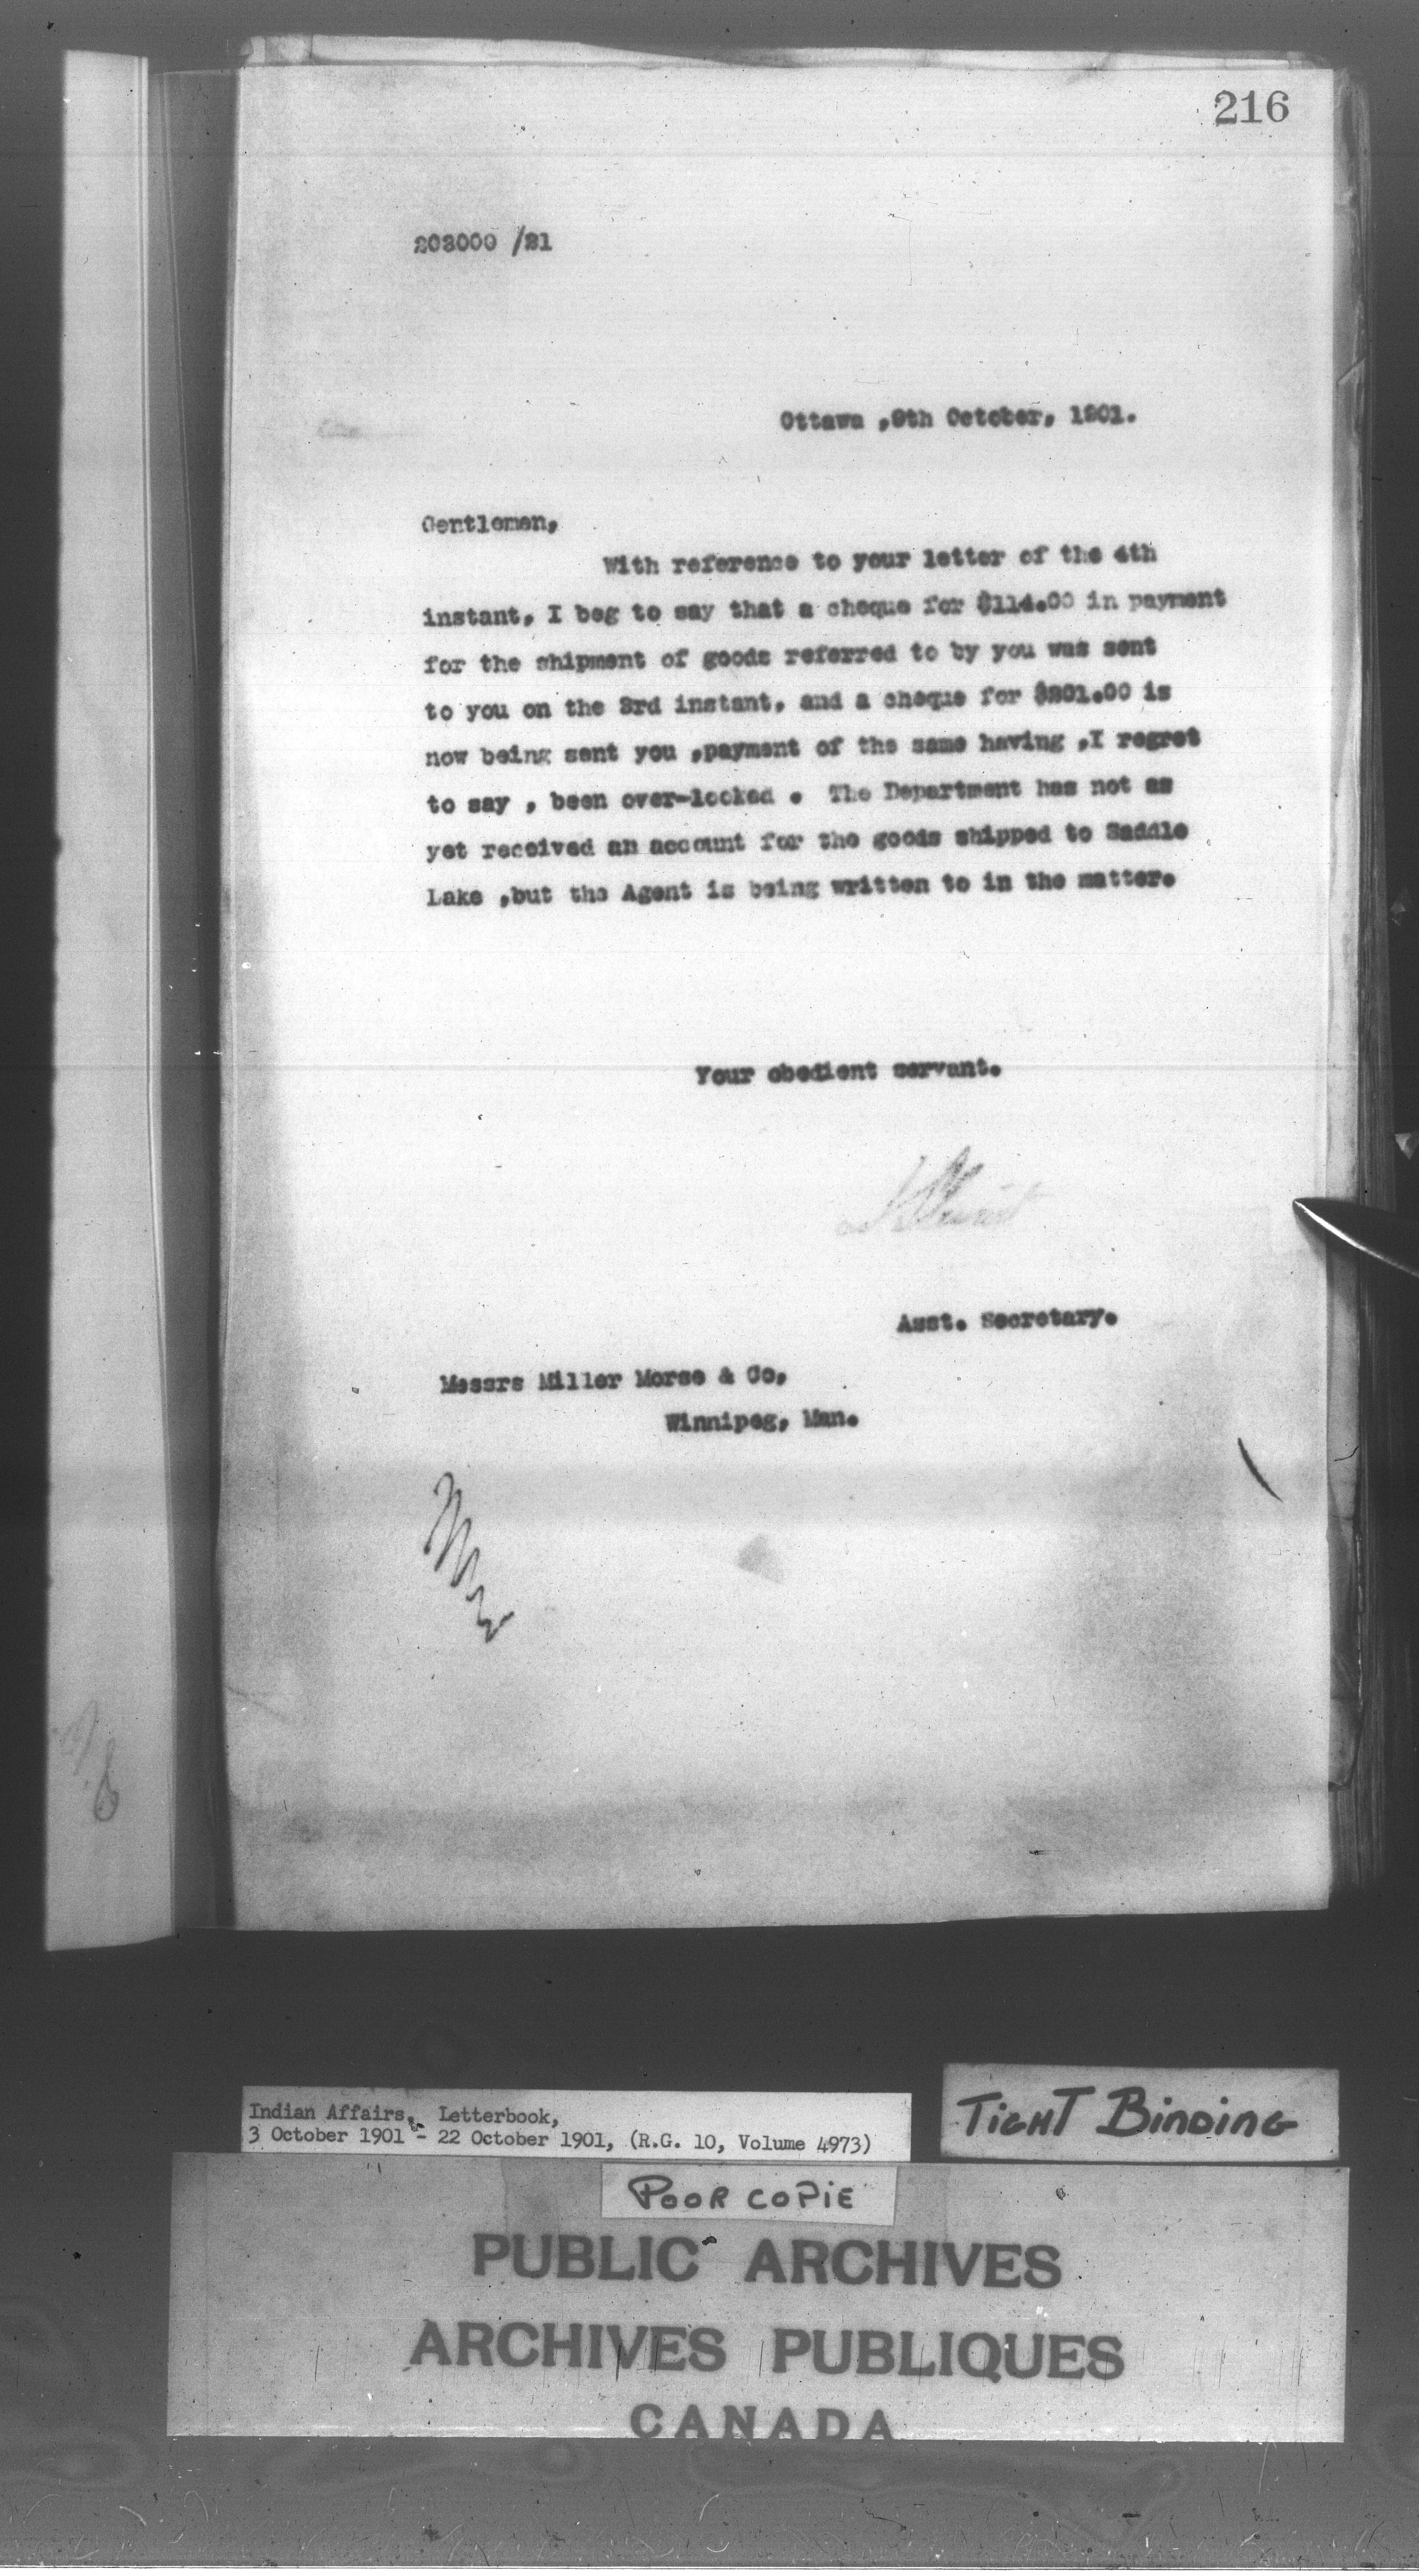 216
203000 /21
Ottawa ,9th October, 1901.
Gentlemen,
With reference to your letter of the 4th
instant, I beg to say that a cheque for $114.00 in payment
for the shipment of goods referred to by you was sent
to you on the 3rd instant, and a cheque for $201.00 is
now being sent you ,payment of the same having ,I regret
to say , been over-looked . The Department has not as
yet received an account for the goods shipped to Saddle
Lake ,but the Agent is being written to in the matter.
Your obedient servant.
Asst. Secretary.
Messrs Miller Morse & Co,
Winnipeg, Man.
Indian Affairs, Letterbook,
3 October 1901 - 22 October 1901, (R.G. 10, Volume 4973)
TIGHT BINDING
POOR COPIE
PUBLIC ARCHIVES
ARCHIVES PUBLIQUES
CANADA